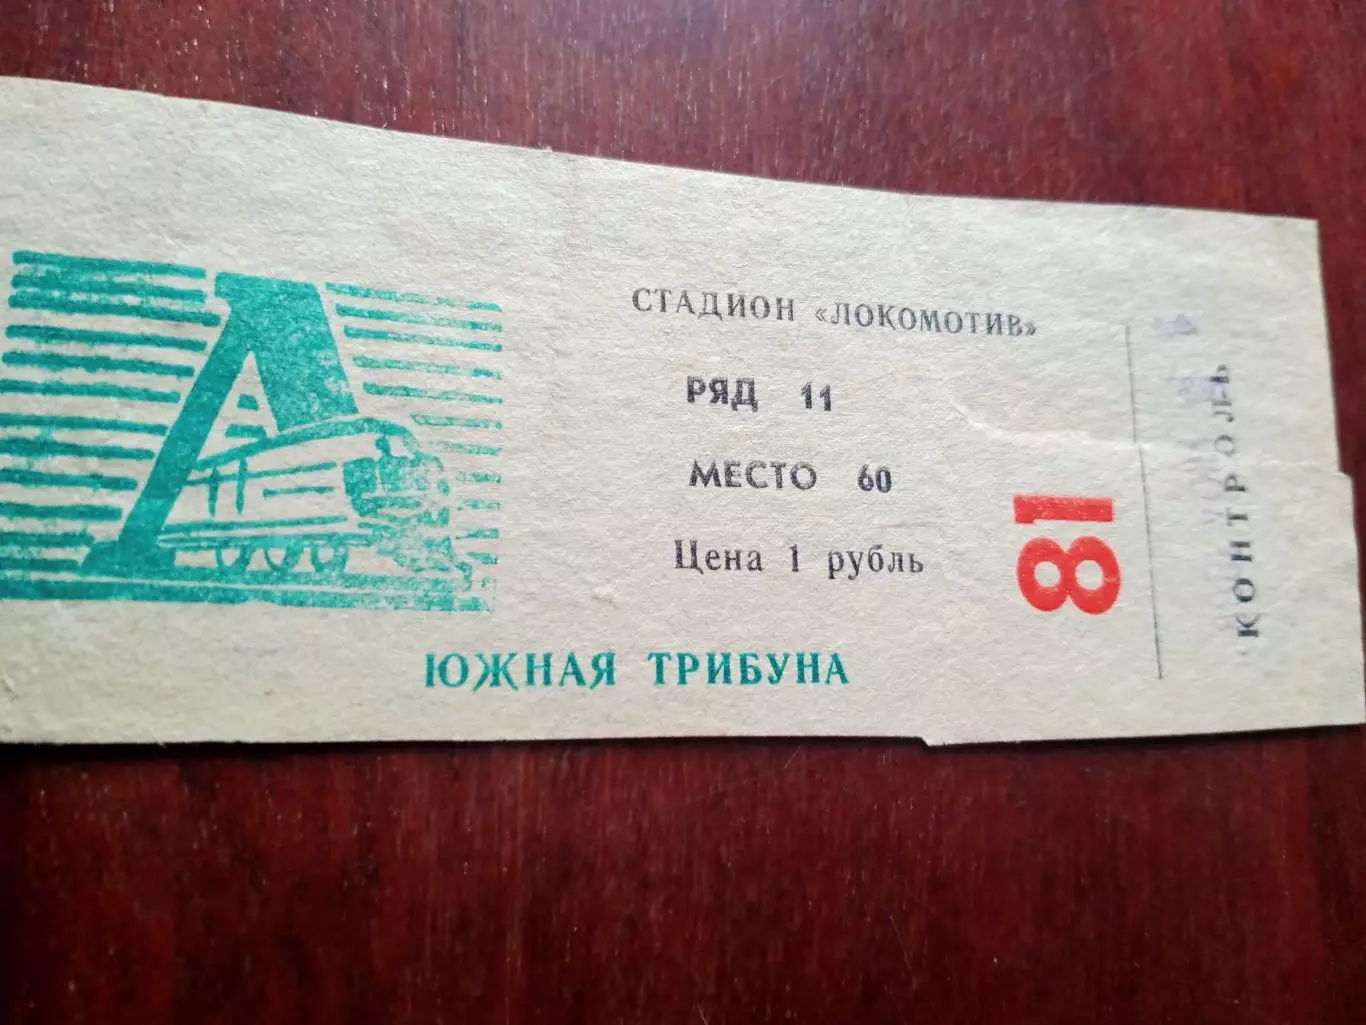 Л
СТАДИОН «ЛОКОМОТИВ»
РЯД 11
МЕСТО 60
Цена 1 рубль
ЮЖНАЯ ТРИБУНА
81
КОНТРОЛЬ